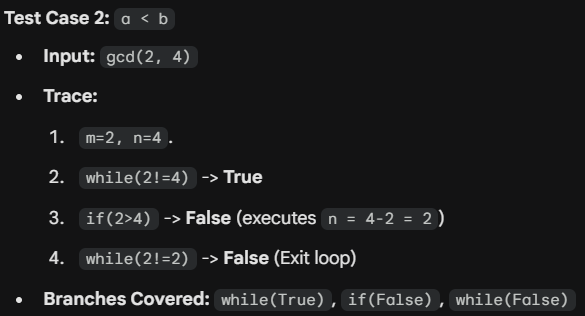 Test Case 2: a < b
• Input: gcd(2, 4)
• Trace:
1. m=2, n=4.
2. while(2!=4) -> True
3. if(2>4) -> False (executes n = 4-2 = 2)
4. while(2!=2) -> False (Exit loop)
• Branches Covered: while(True), if(False), while(False)